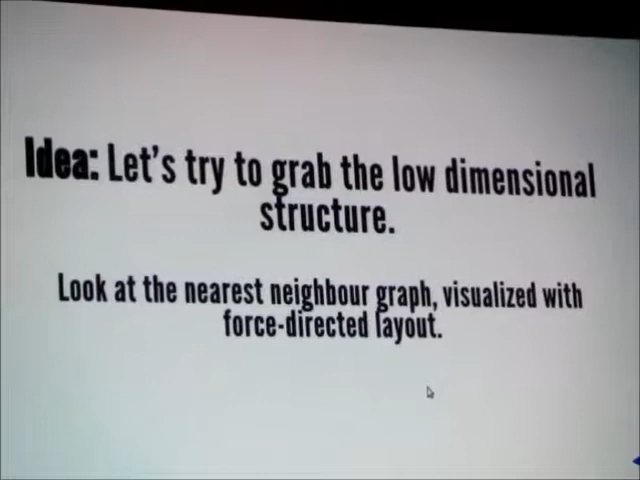 Idea: Let's try to grab the low dimensional
structure.
Look at the nearest neighbour graph, visualized with
force-directed layout.